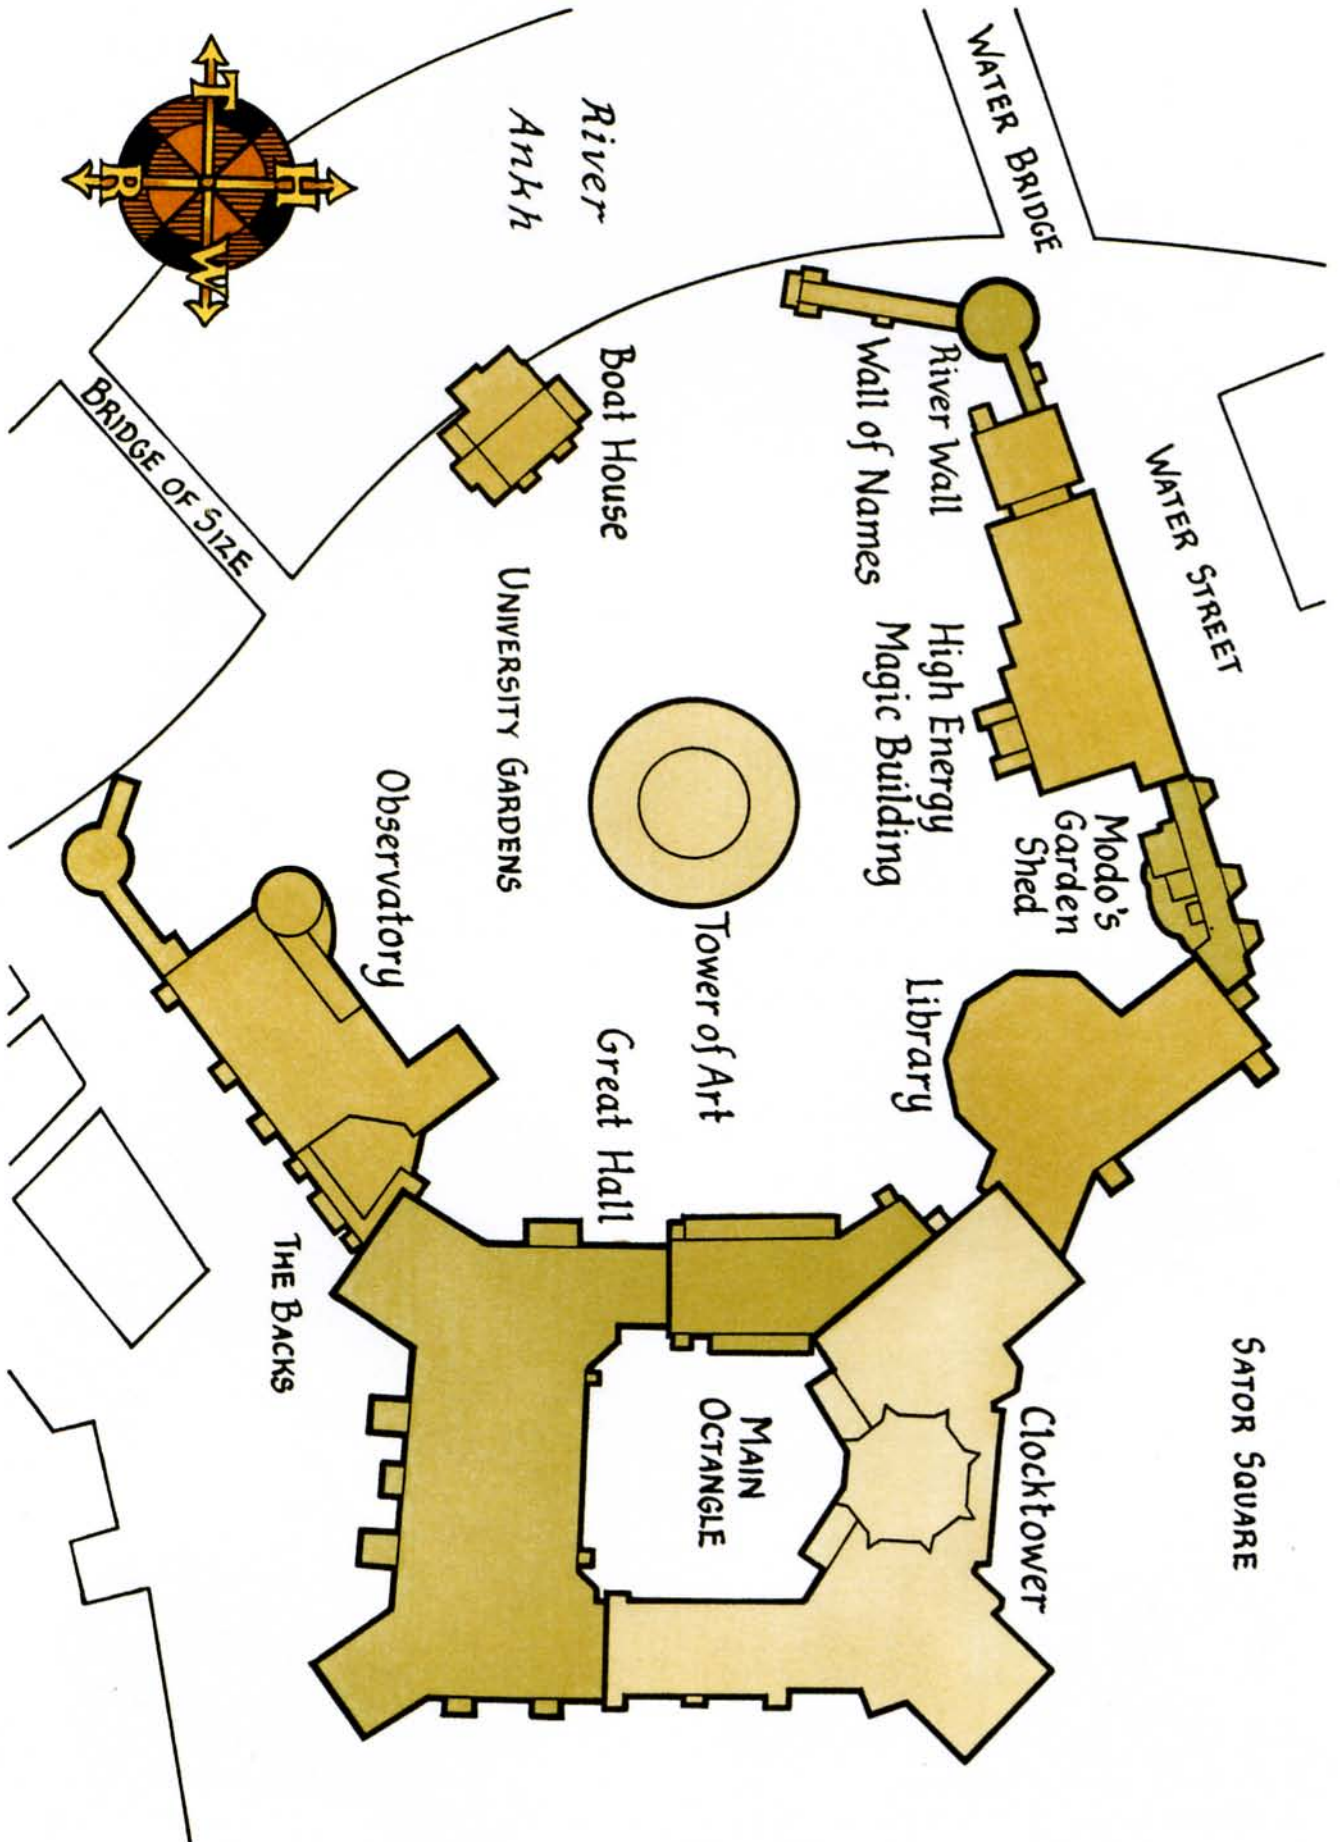 SATOR SQUARE
WATER STREET
WATER BRIDGE
Modo's
Garden
Shed
Clocktower
River Wall
Wall of Names
High Energy
Magic Building
Library
MAIN
OCTANGLE
Tower of Art
River
Ankh
Boat House
Great Hall
UNIVERSITY GARDENS
Observatory
THE BACKS
BRIDGE OF SIZE
H
T
W
R